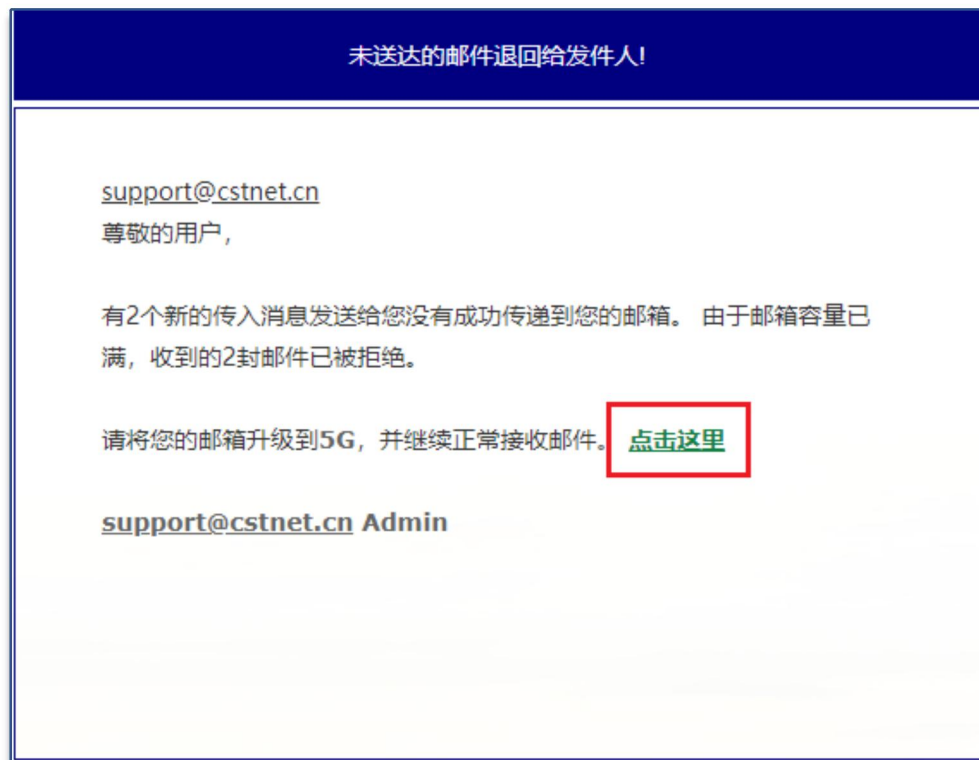 未送达的邮件退回给发件人!
support@cstnet.cn
尊敬的用户，
有2个新的传入消息发送给您没有成功传递到您的邮箱。 由于邮箱容量已
满，收到的2封邮件已被拒绝。
请将您的邮箱升级到5G，并继续正常接收邮件。 点击这里
support@cstnet.cn Admin